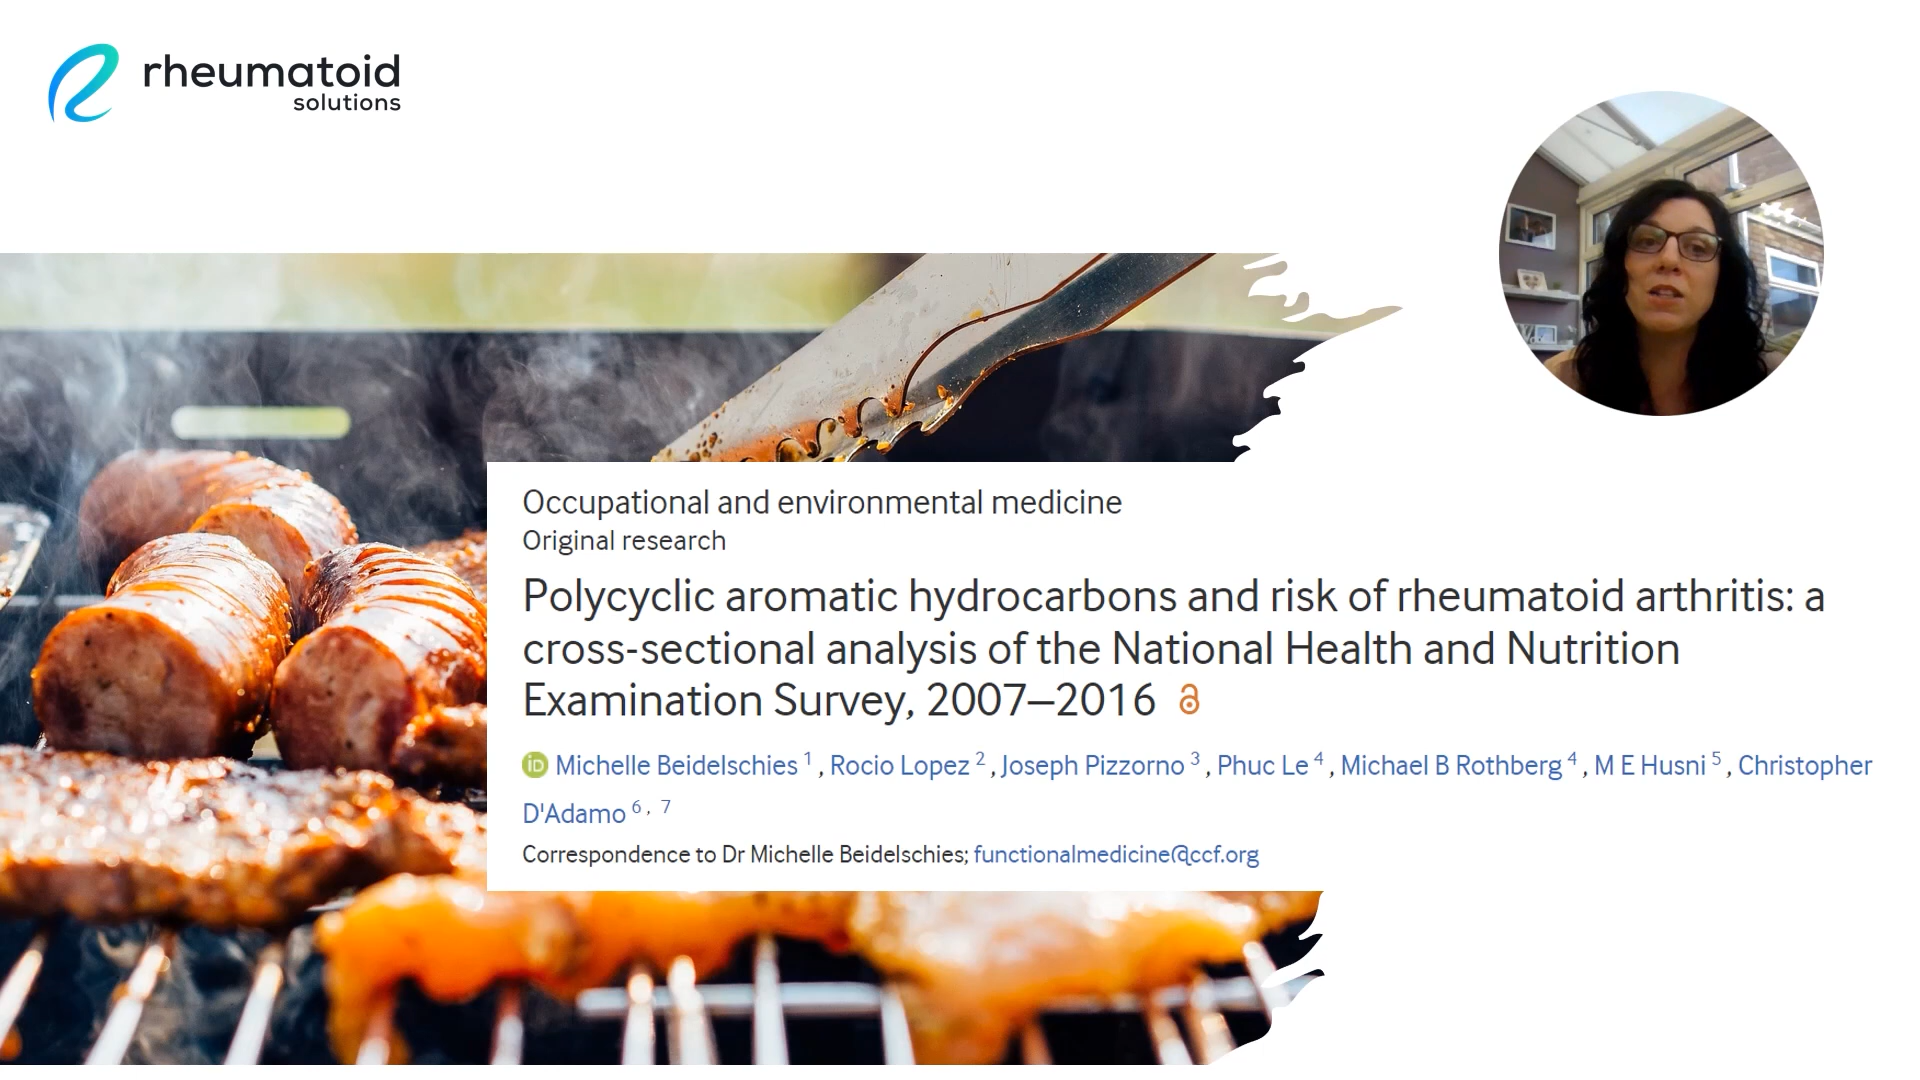 rheumatoid
solutions
Occupational and environmental medicine
Original research
Polycyclic aromatic hydrocarbons and risk of rheumatoid arthritis: a
cross-sectional analysis of the National Health and Nutrition
Examination Survey, 2007–2016
iD Michelle Beidelschies 1 , Rocio Lopez 2 , Joseph Pizzorno 3 , Phuc Le 4 , Michael B Rothberg 4 , M E Husni 5 , Christopher
D'Adamo 6 , 7
Correspondence to Dr Michelle Beidelschies; functionalmedicine@ccf.org